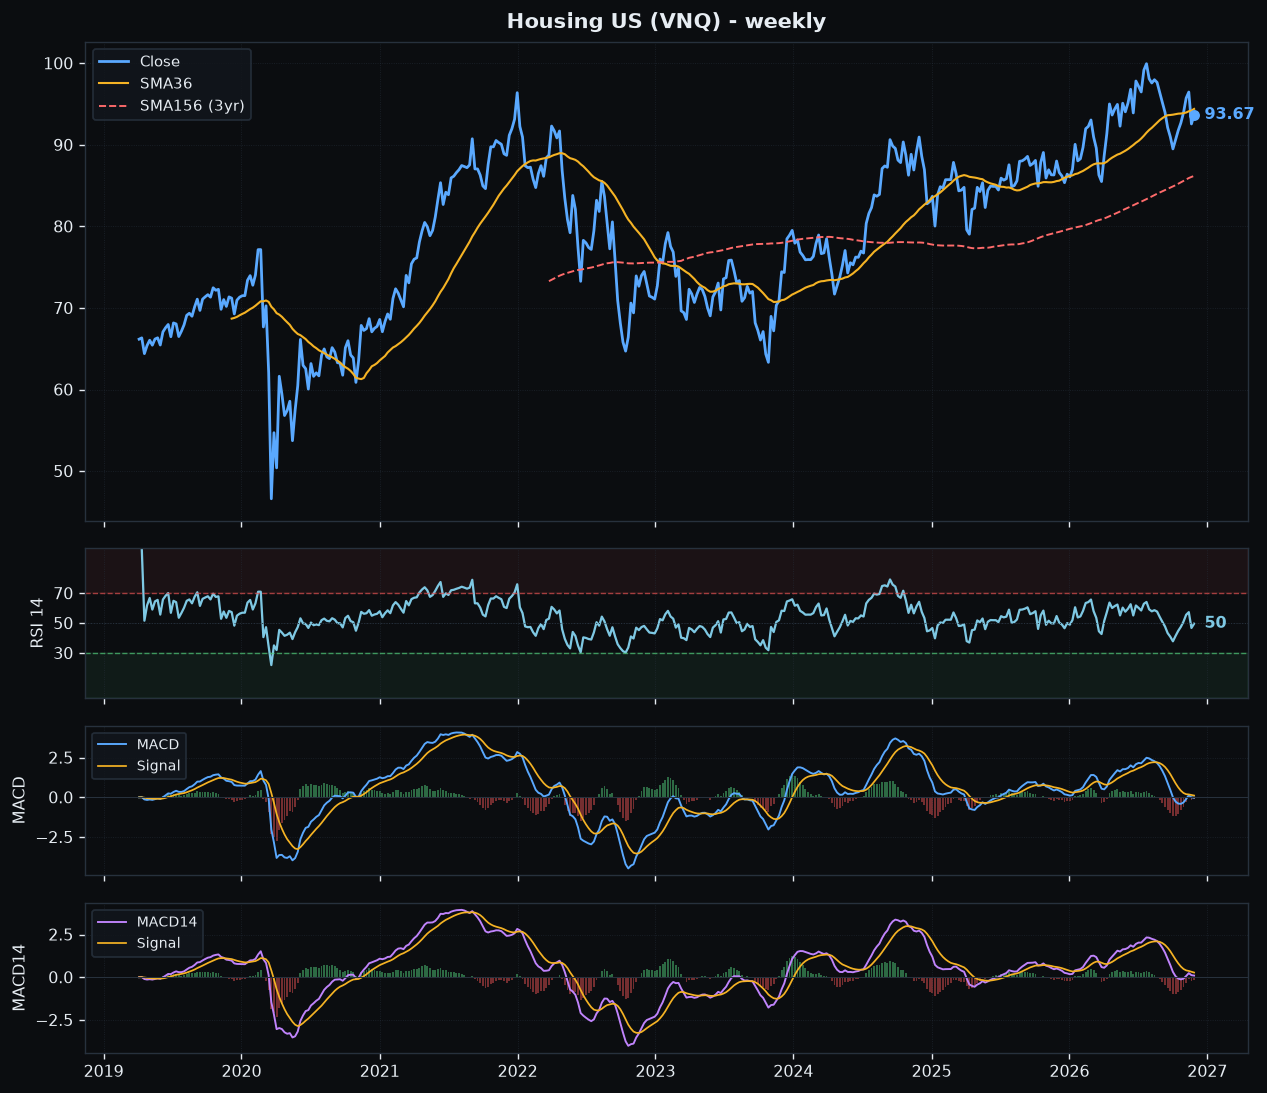 Housing US (VNQ) - weekly
Close
SMA36
SMA156 (3yr)
100
90
80
70
60
50
93.67
RSI 14
70
50
30
50
MACD
MACD
Signal
2.5
0.0
−2.5
MACD14
MACD14
Signal
2.5
0.0
−2.5
2019 2020 2021 2022 2023 2024 2025 2026 2027